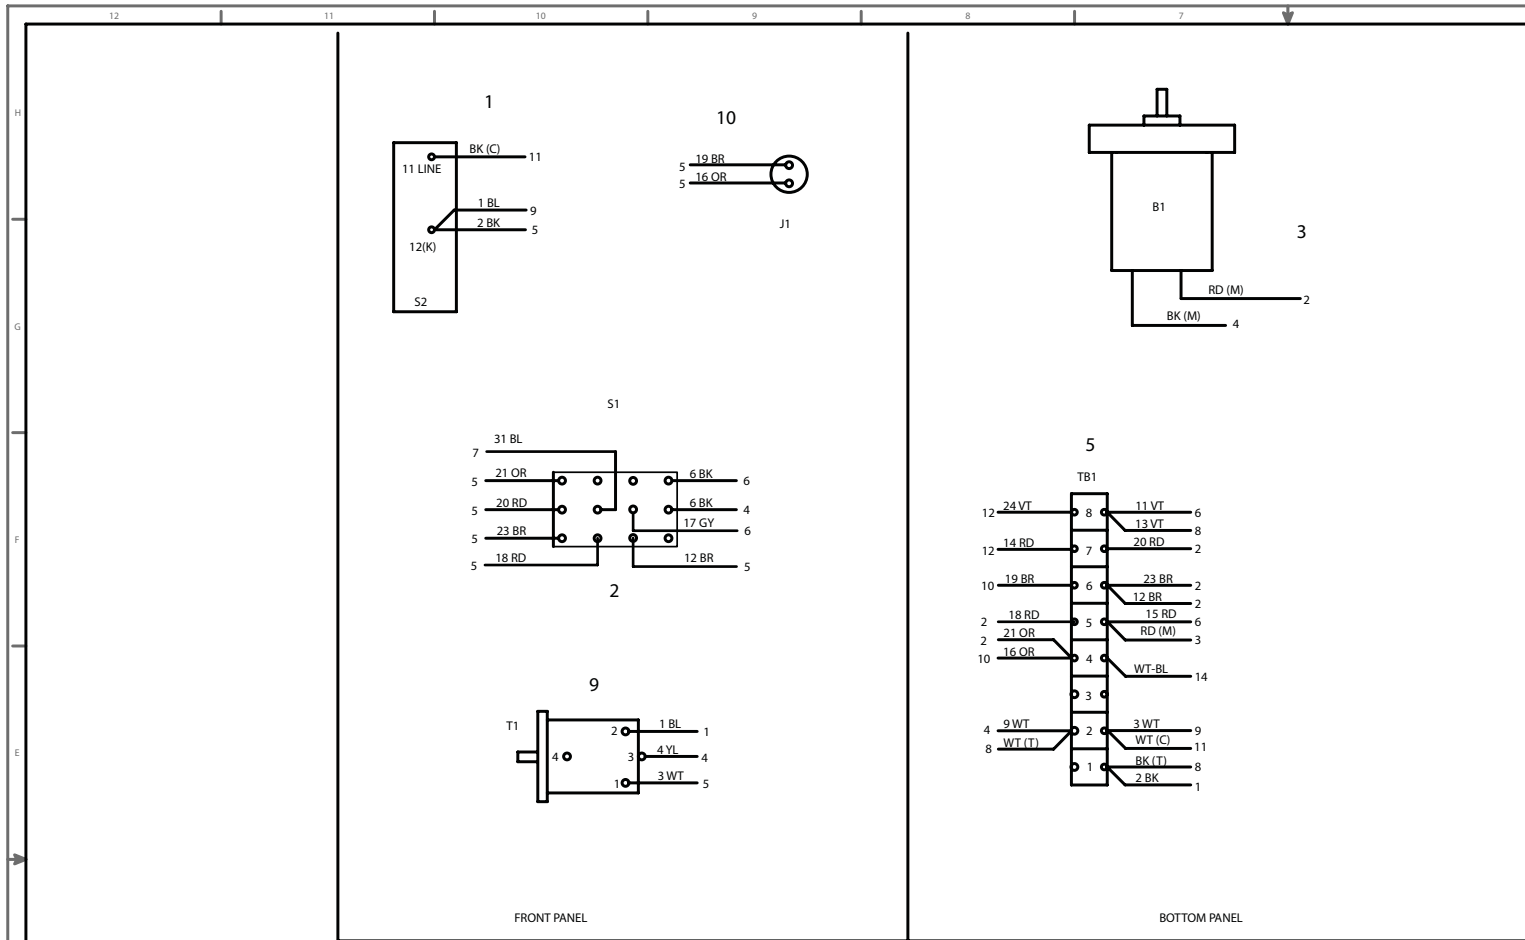 12 11 10 9 8 7
H
G
F
E
1
BK (C)
11
11 LINE
1 BL
9
2 BK
5
12(K)
S2
10
5 19 BR
5 16 OR
J1
B1
3
RD (M)
2
BK (M)
4
S1
31 BL
7
5 21 OR
6 BK 6
5 20 RD
6 BK 4
17 GY 6
5 23 BR
5 18 RD
12 BR 5
2
9
T1
2 1 BL 1
4 3 4 YL 4
1 3 WT 5
5
TB1
12 24 VT 8 11 VT 6
13 VT 8
12 14 RD 7 20 RD 2
10 19 BR 6 23 BR 2
12 BR 2
2 18 RD 5 15 RD 6
2 21 OR RD (M) 3
10 16 OR 4
WT-BL 14
3
4 9 WT 2 3 WT 9
8 WT (T) WT (C) 11
1 BK (T) 8
2 BK 1
FRONT PANEL
BOTTOM PANEL